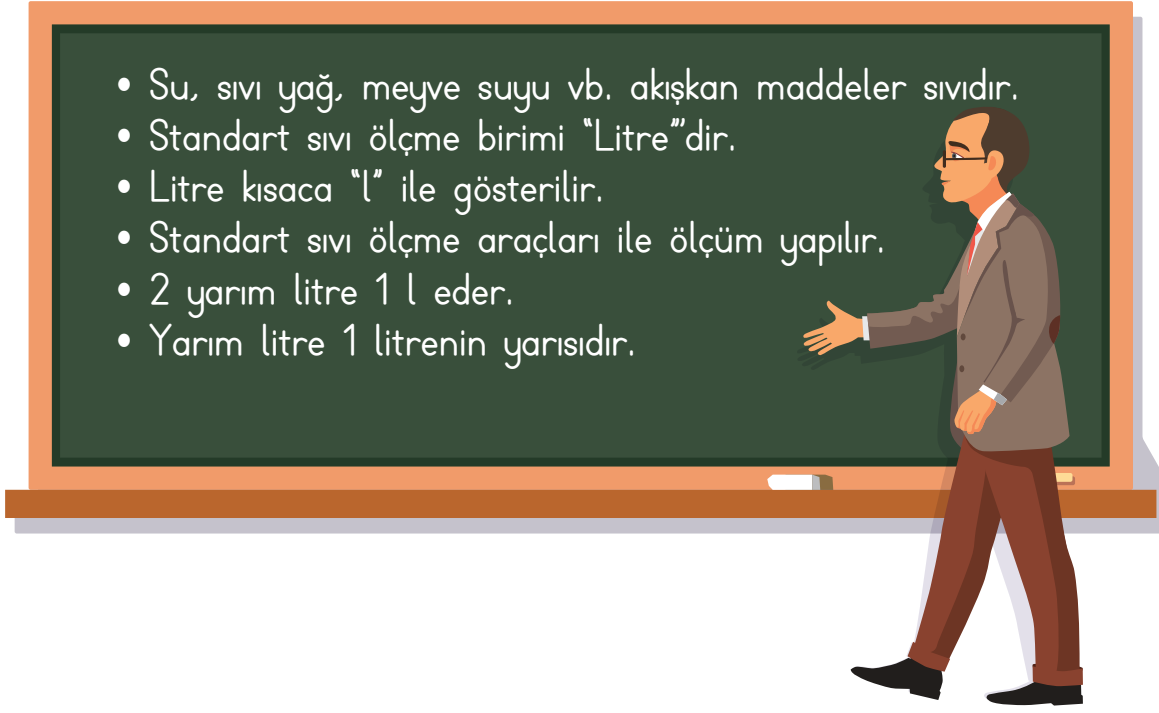 • Su, sıvı yağ, meyve suyu vb. akışkan maddeler sıvıdır.
• Standart sıvı ölçme birimi “Litre”’dir.
• Litre kısaca “l” ile gösterilir.
• Standart sıvı ölçme araçları ile ölçüm yapılır.
• 2 yarım litre 1 l eder.
• Yarım litre 1 litrenin yarısıdır.